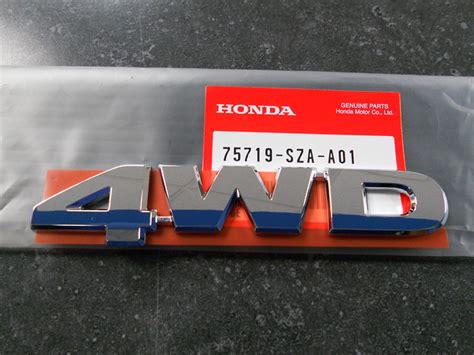 HONDA
GENUINE PARTS
Honda Motor Co., Ltd.
75719-SZA-A01
4WD